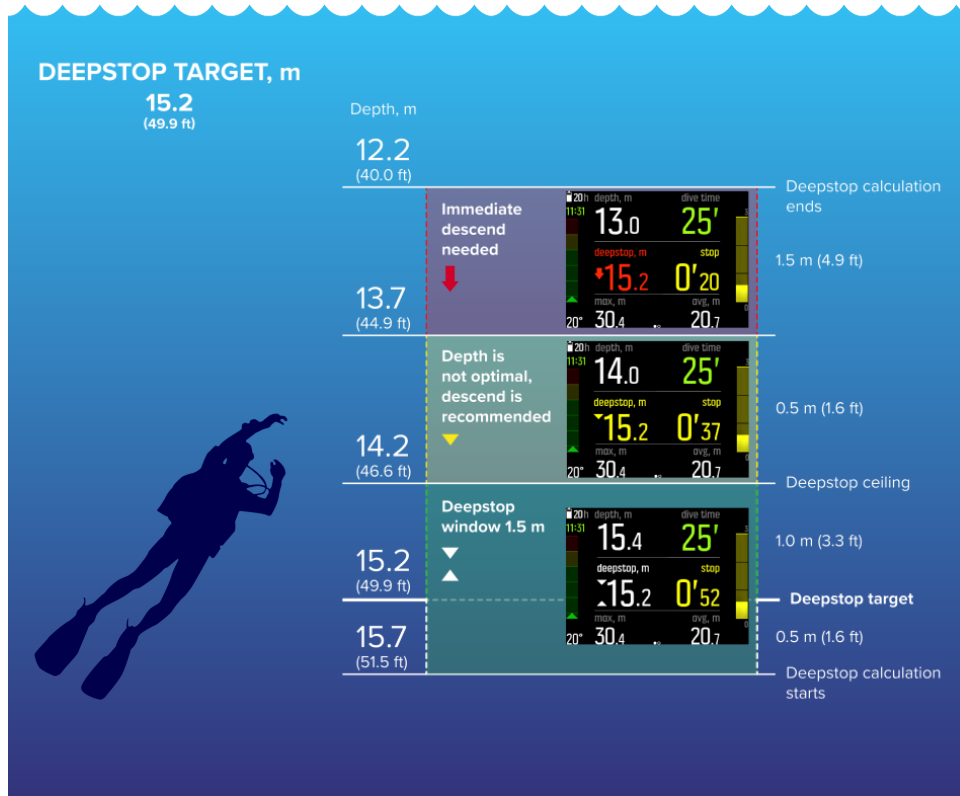 DEEPSTOP TARGET, m
15.2
(49.9 ft)
Depth, m
12.2
(40.0 ft)
Deepstop calculation
ends
Immediate
descend
needed
20h depth, m dive time
11:31
13.0 25'
deepstop, m stop
15.2 0'20
max, m avg, m
20° 30.4 20.7
3
0
1.5 m (4.9 ft)
13.7
(44.9 ft)
Depth is
not optimal,
descend is
recommended
20h depth, m dive time
11:31
14.0 25'
deepstop, m stop
15.2 0'37
max, m avg, m
20° 30.4 20.7
3
0
0.5 m (1.6 ft)
14.2
(46.6 ft)
Deepstop ceiling
Deepstop
window 1.5 m
20h depth, m dive time
11:31
15.4 25'
deepstop, m stop
15.2 0'52
max, m avg, m
20° 30.4 20.7
3
0
1.0 m (3.3 ft)
15.2
(49.9 ft)
Deepstop target
15.7
(51.5 ft)
0.5 m (1.6 ft)
Deepstop calculation
starts